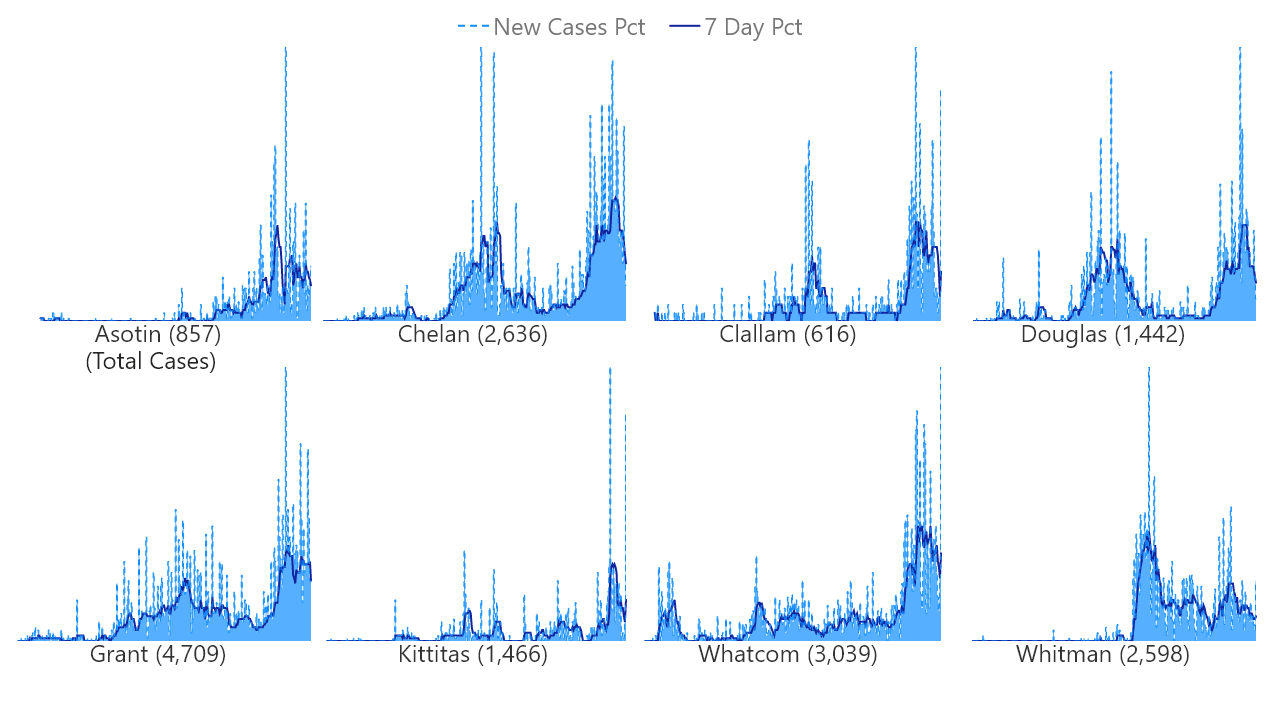 New Cases Pct 7 Day Pct
Asotin (857) Chelan (2,636) Clallam (616) Douglas (1,442)
(Total Cases)
Grant (4,709) Kittitas (1,466) Whatcom (3,039) Whitman (2,598)